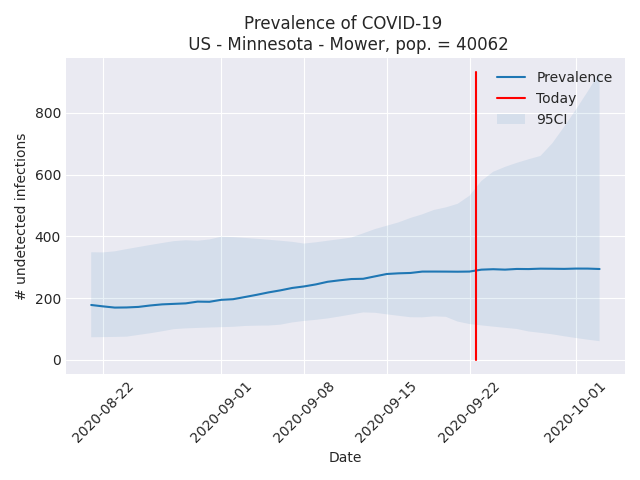 Prevalence of COVID-19
US - Minnesota - Mower, pop. = 40062
Prevalence
Today
95CI
# undetected infections
800
600
400
200
0
2020-08-22
2020-09-01
2020-09-08
2020-09-15
2020-09-22
2020-10-01
Date